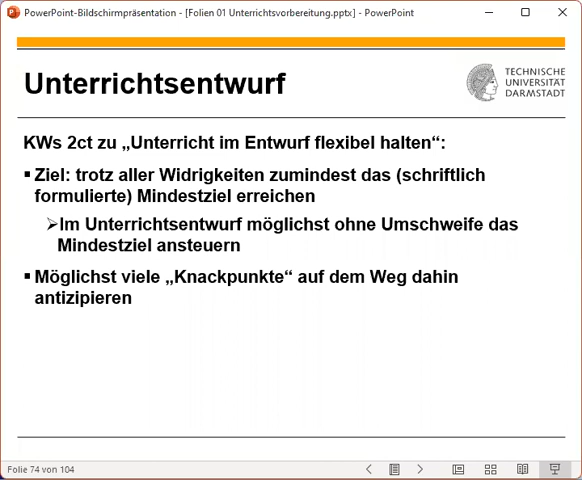 PowerPoint-Bildschirmpräsentation - [Folien 01 Unterrichtsvorbereitung.pptx] - PowerPoint
Unterrichtsentwurf
TECHNISCHE
UNIVERSITÄT
DARMSTADT
KWs 2ct zu „Unterricht im Entwurf flexibel halten“:
▪ Ziel: trotz aller Widrigkeiten zumindest das (schriftlich
formulierte) Mindestziel erreichen
➢Im Unterrichtsentwurf möglichst ohne Umschweife das
Mindestziel ansteuern
▪ Möglichst viele „Knackpunkte“ auf dem Weg dahin
antizipieren
Folie 74 von 104